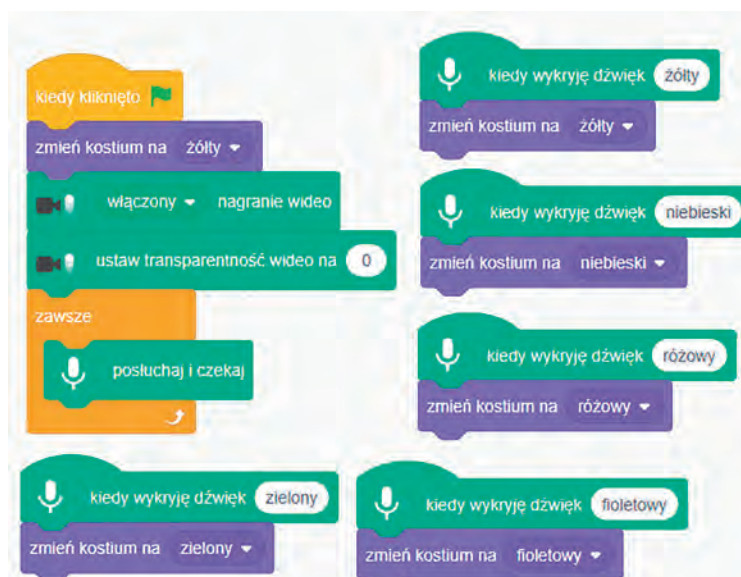 kiedy kliknięto
zmień kostium na żółty
włączony nagranie wideo
ustaw transparentność wideo na 0
zawsze
posłuchaj i czekaj
kiedy wykryję dźwięk żółty
zmień kostium na żółty
kiedy wykryję dźwięk niebieski
zmień kostium na niebieski
kiedy wykryję dźwięk różowy
zmień kostium na różowy
kiedy wykryję dźwięk zielony
zmień kostium na zielony
kiedy wykryję dźwięk fioletowy
zmień kostium na fioletowy